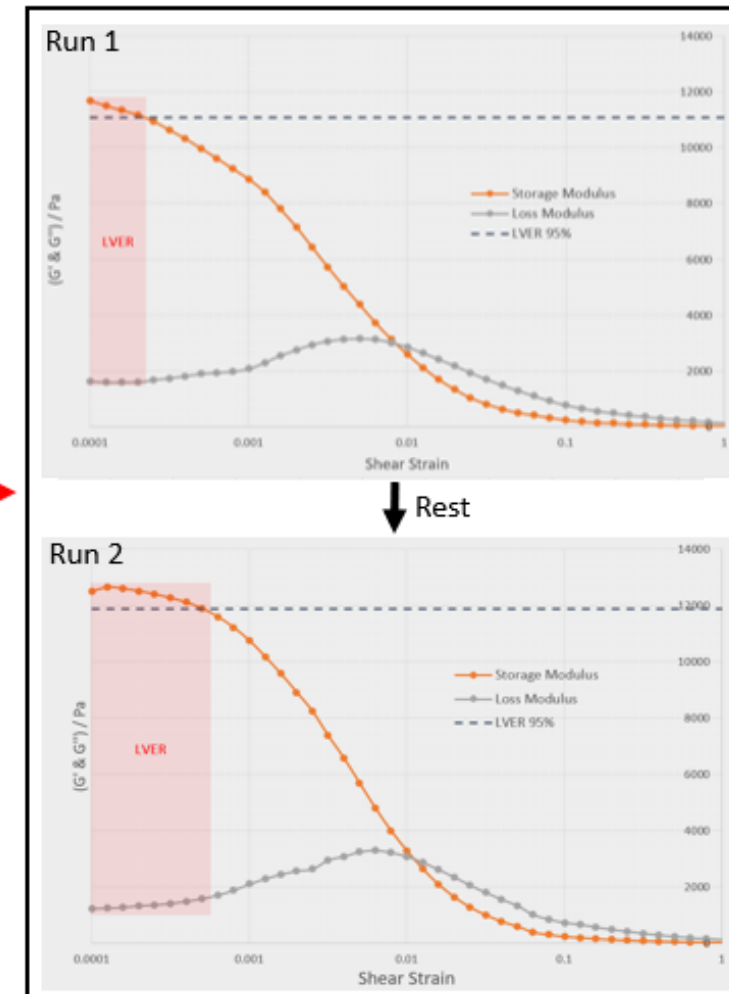 Run 1
14000
12000
10000
8000
6000
4000
2000
0
(G' & G'') / Pa
LVER
Storage Modulus
Loss Modulus
LVER 95%
0.0001
0.001
0.01
0.1
1
Shear Strain
Rest
Run 2
14000
12000
10000
8000
6000
4000
2000
0
(G' & G'') / Pa
LVER
Storage Modulus
Loss Modulus
LVER 95%
0.0001
0.001
0.01
0.1
1
Shear Strain